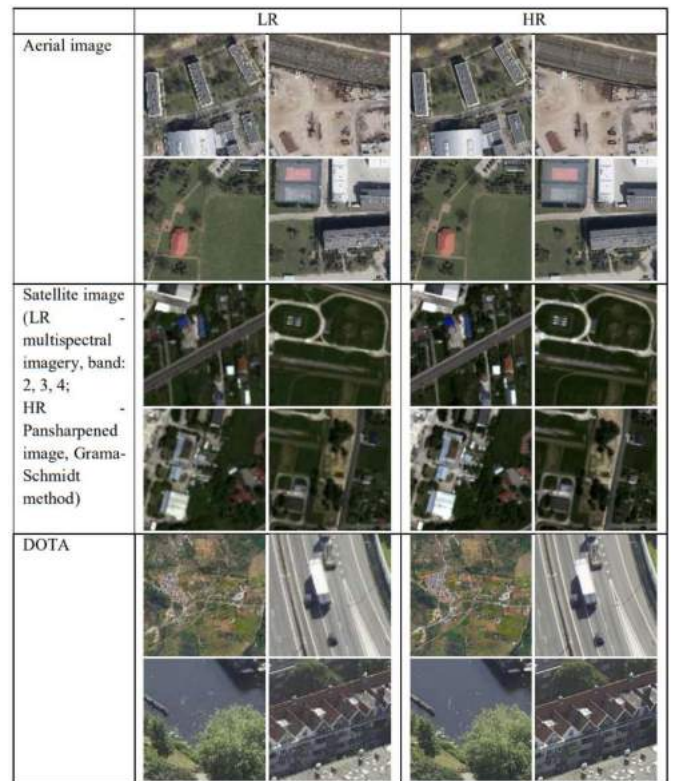 LR HR
Aerial image
Satellite image
(LR -
multispectral
imagery, band:
2, 3, 4;
HR -
Pansharpened
image, Grama-
Schmidt
method)
DOTA